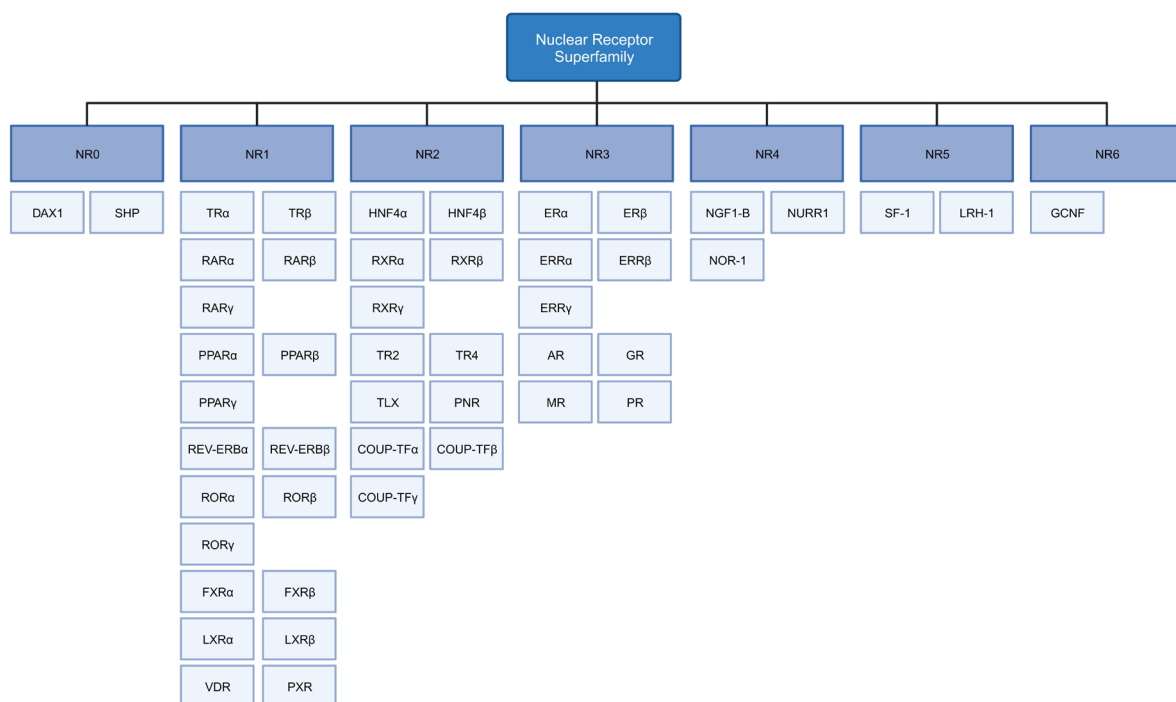 Nuclear Receptor
Superfamily
NR0
NR1
NR2
NR3
NR4
NR5
NR6
DAX1
SHP
TRα
TRβ
HNF4α
HNF4β
ERα
ERβ
NGF1-B
NURR1
SF-1
LRH-1
GCNF
RARα
RARβ
RXRα
RXRβ
ERRα
ERRβ
NOR-1
RARγ
RXRγ
ERRγ
PPARα
PPARβ
TR2
TR4
AR
GR
PPARγ
TLX
PNR
MR
PR
REV-ERBα
REV-ERBβ
COUP-TFα
COUP-TFβ
RORα
RORβ
COUP-TFγ
RORγ
FXRα
FXRβ
LXRα
LXRβ
VDR
PXR